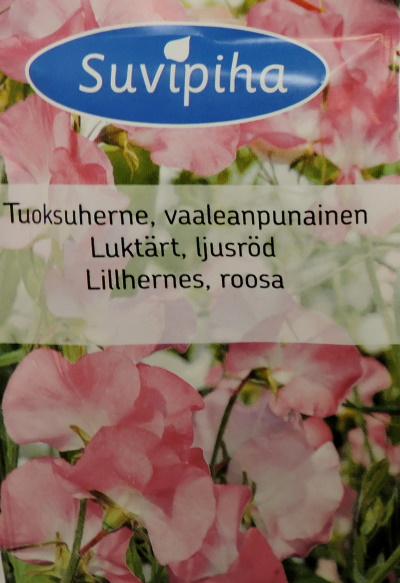 Suvipiha
Tuoksuherne, vaaleanpunainen
Luktärt, ljusröd
Lillhernes, roosa